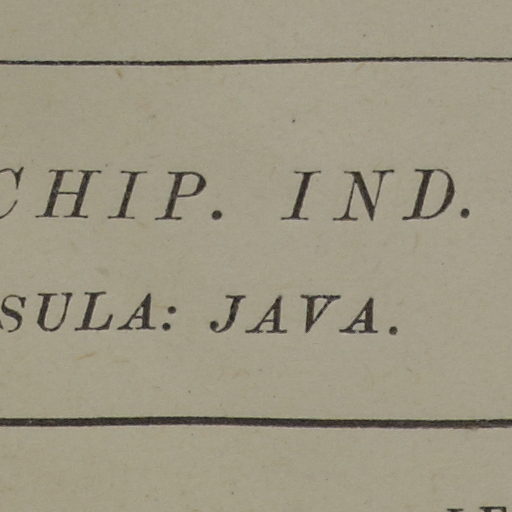 CHIP. IND.
SULA: JAVA.